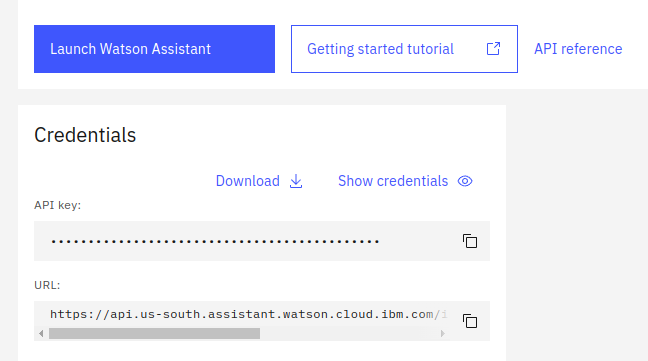 Launch Watson Assistant
Getting started tutorial
API reference
Credentials
Download
Show credentials
API key:
••••••••••••••••••••••••••••••••••••••••••••
URL:
https://api.us-south.assistant.watson.cloud.ibm.com/i